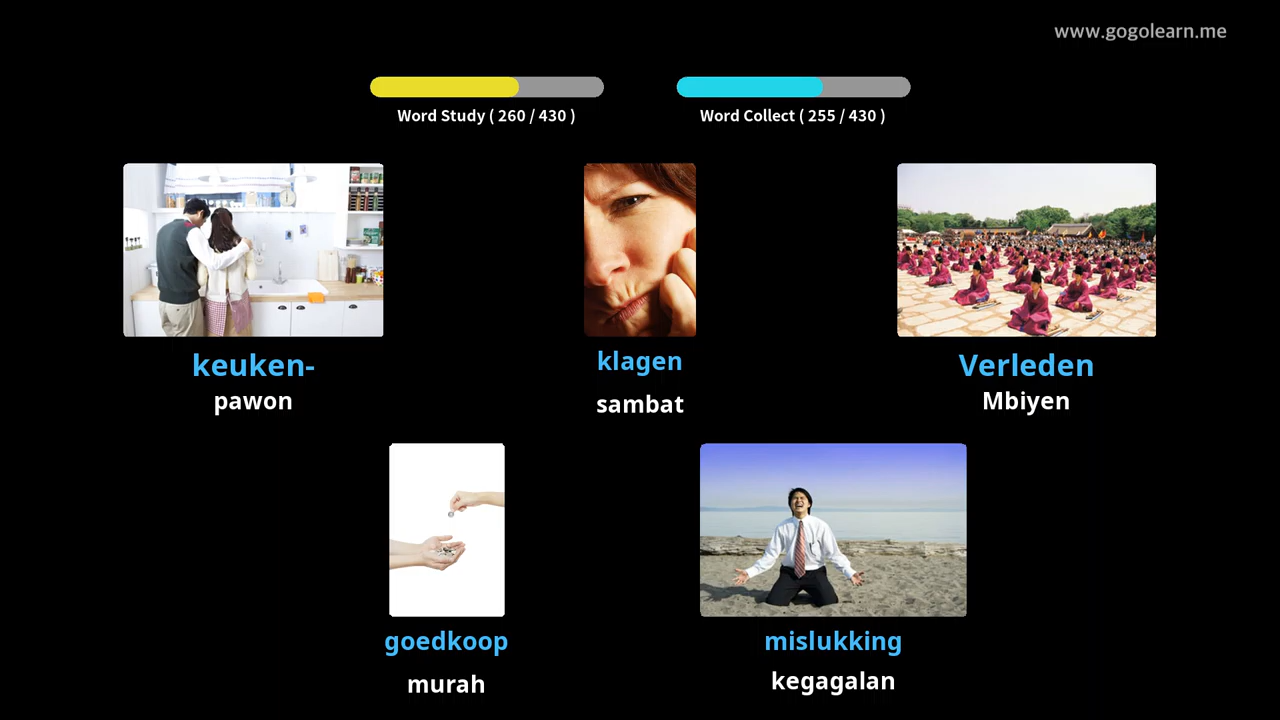 www.gogolearn.me
Word Study ( 260 / 430 )
Word Collect ( 255 / 430 )
keuken-
pawon
klagen
sambat
Verleden
Mbiyen
goedkoop
murah
mislukking
kegagalan